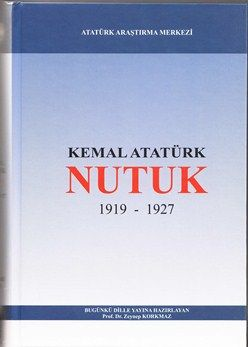 ATATÜRK ARAŞTIRMA MERKEZİ
KEMAL ATATÜRK
NUTUK
1919 - 1927
BUGÜNKÜ DİLLE YAYINA HAZIRLAYAN
Prof. Dr. Zeynep KORKMAZ